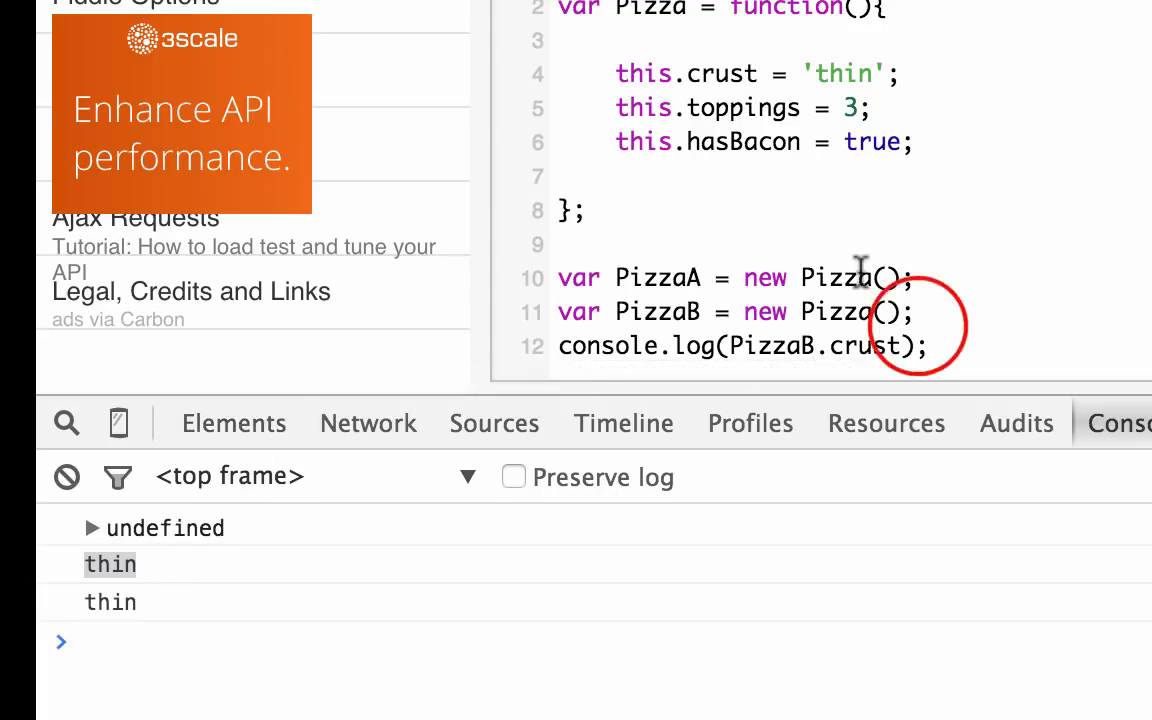 Fiddle Options
3scale
Enhance API
performance.
Ajax Requests
Tutorial: How to load test and tune your
API
Legal, Credits and Links
ads via Carbon
2 var Pizza = function(){
3
4 this.crust = 'thin';
5 this.toppings = 3;
6 this.hasBacon = true;
7
8 };
9
10 var PizzaA = new Pizza();
11 var PizzaB = new Pizza();
12 console.log(PizzaB.crust);
Elements Network Sources Timeline Profiles Resources Audits Conso
<top frame> ▼ Preserve log
▶ undefined
thin
thin
>